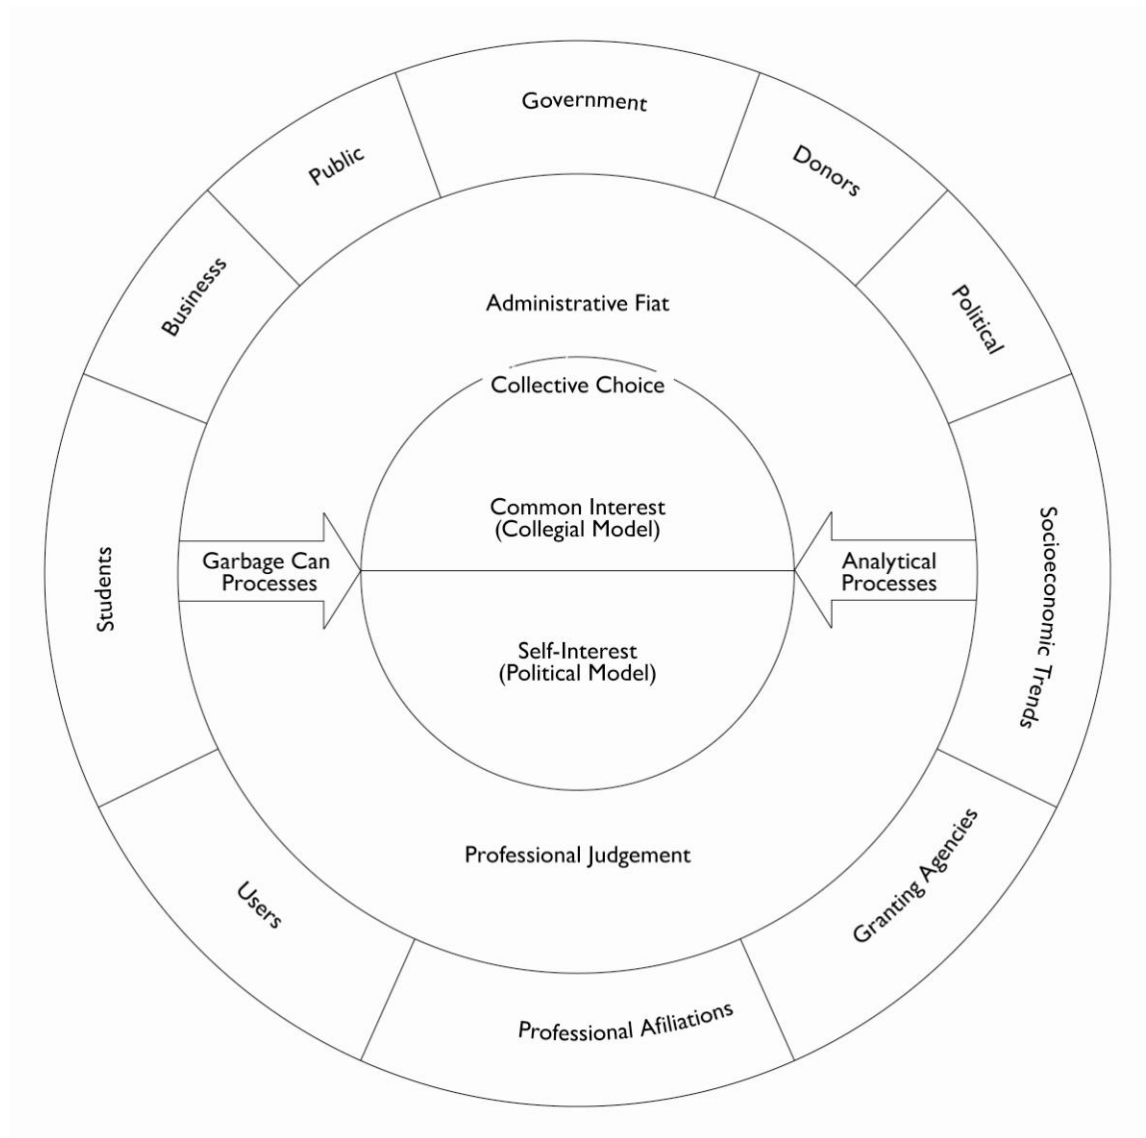 Government
Public
Donors
Businesss
Political
Administrative Fiat
Collective Choice
Common Interest
(Collegial Model)
Students
Garbage Can
Processes
Analytical
Processes
Socioeconomic Trends
Self-Interest
(Political Model)
Professional Judgement
Users
Granting Agencies
Professional Afiliations